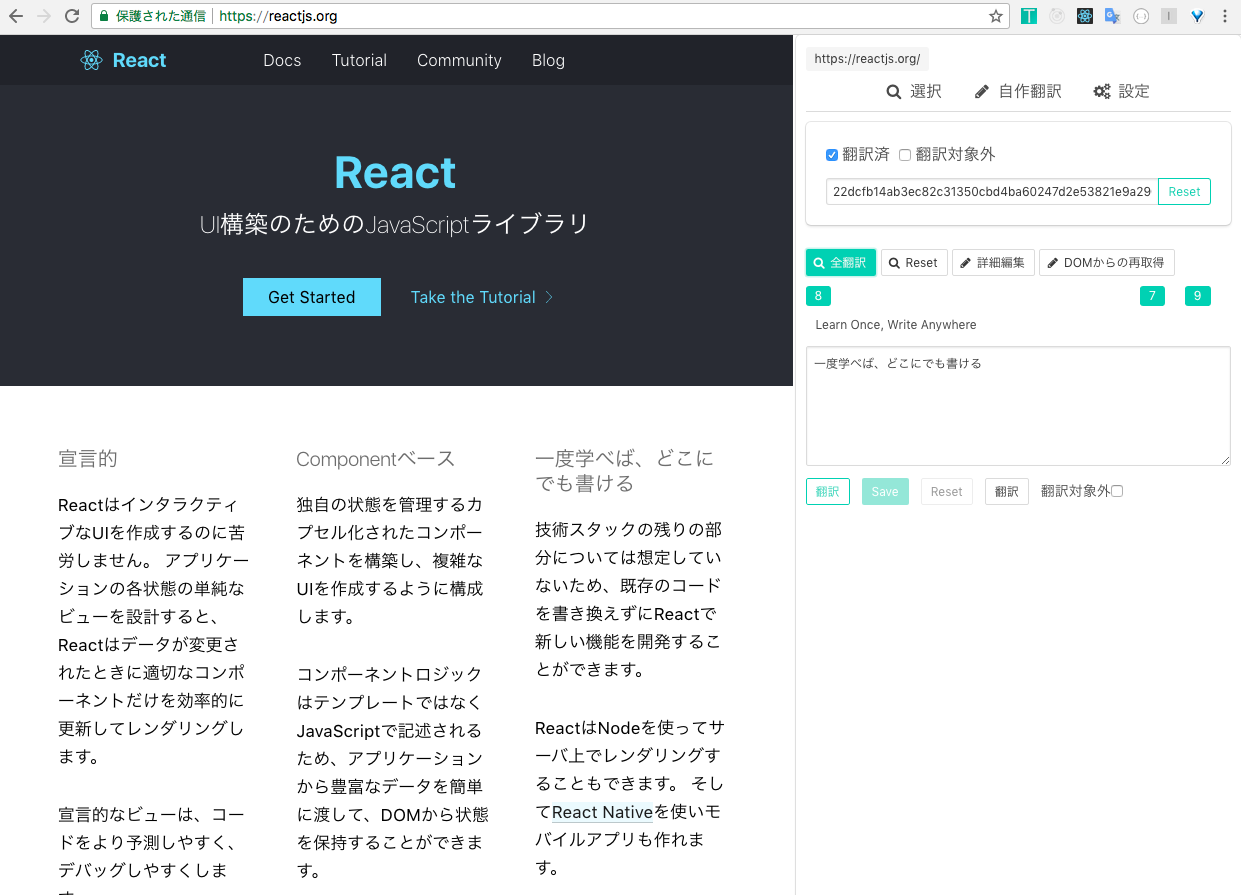 保護された通信 https://reactjs.org
React Docs Tutorial Community Blog
React
UI構築のためのJavaScriptライブラリ
Get Started Take the Tutorial
宣言的
Reactはインタラクティ
ブなUIを作成するのに苦
労しません。 アプリケー
ションの各状態の単純な
ビューを設計すると、
Reactはデータが変更さ
れたときに適切なコンポ
ーネントだけを効率的に
更新してレンダリングし
ます。
宣言的なビューは、コー
ドをより予測しやすく、
デバッグしやすくしま
Componentベース
独自の状態を管理するカ
プセル化されたコンポー
ネントを構築し、複雑な
UIを作成するように構成
します。
コンポーネントロジック
はテンプレートではなく
JavaScriptで記述される
ため、アプリケーション
から豊富なデータを簡単
に渡して、DOMから状態
を保持することができま
す。
一度学べば、どこに
でも書ける
技術スタックの残りの部
分については想定してい
ないため、既存のコード
を書き換えずにReactで
新しい機能を開発するこ
とができます。
ReactはNodeを使ってサ
ーバ上でレンダリングす
ることもできます。 そし
てReact Nativeを使いモ
バイルアプリも作れま
す。
https://reactjs.org/
選択 自作翻訳 設定
翻訳済 翻訳対象外
22dcfb14ab3ec82c31350cbd4ba60247d2e53821e9a29 Reset
全翻訳 Reset 詳細編集 DOMからの再取得
8 7 9
Learn Once, Write Anywhere
一度学べば、どこにでも書ける
翻訳 Save Reset 翻訳 翻訳対象外